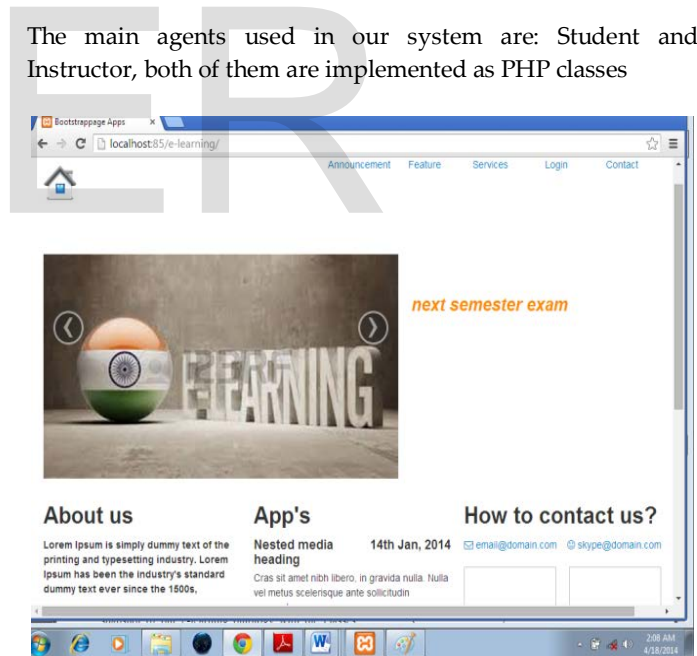 The main agents used in our system are: Student and
Instructor, both of them are implemented as PHP classes
Bootstrappage Apps
localhost:85/e-learning/
Announcement Feature Services Login Contact
next semester exam
E-LEARNING
About us
Lorem Ipsum is simply dummy text of the
printing and typesetting industry. Lorem
Ipsum has been the industry's standard
dummy text ever since the 1500s,
App's
Nested media
heading
14th Jan, 2014
Cras sit amet nibh libero, in gravida nulla. Nulla
vel metus scelerisque ante sollicitudin
How to contact us?
email@domain.com skype@domain.com
2:08 AM
4/18/2014